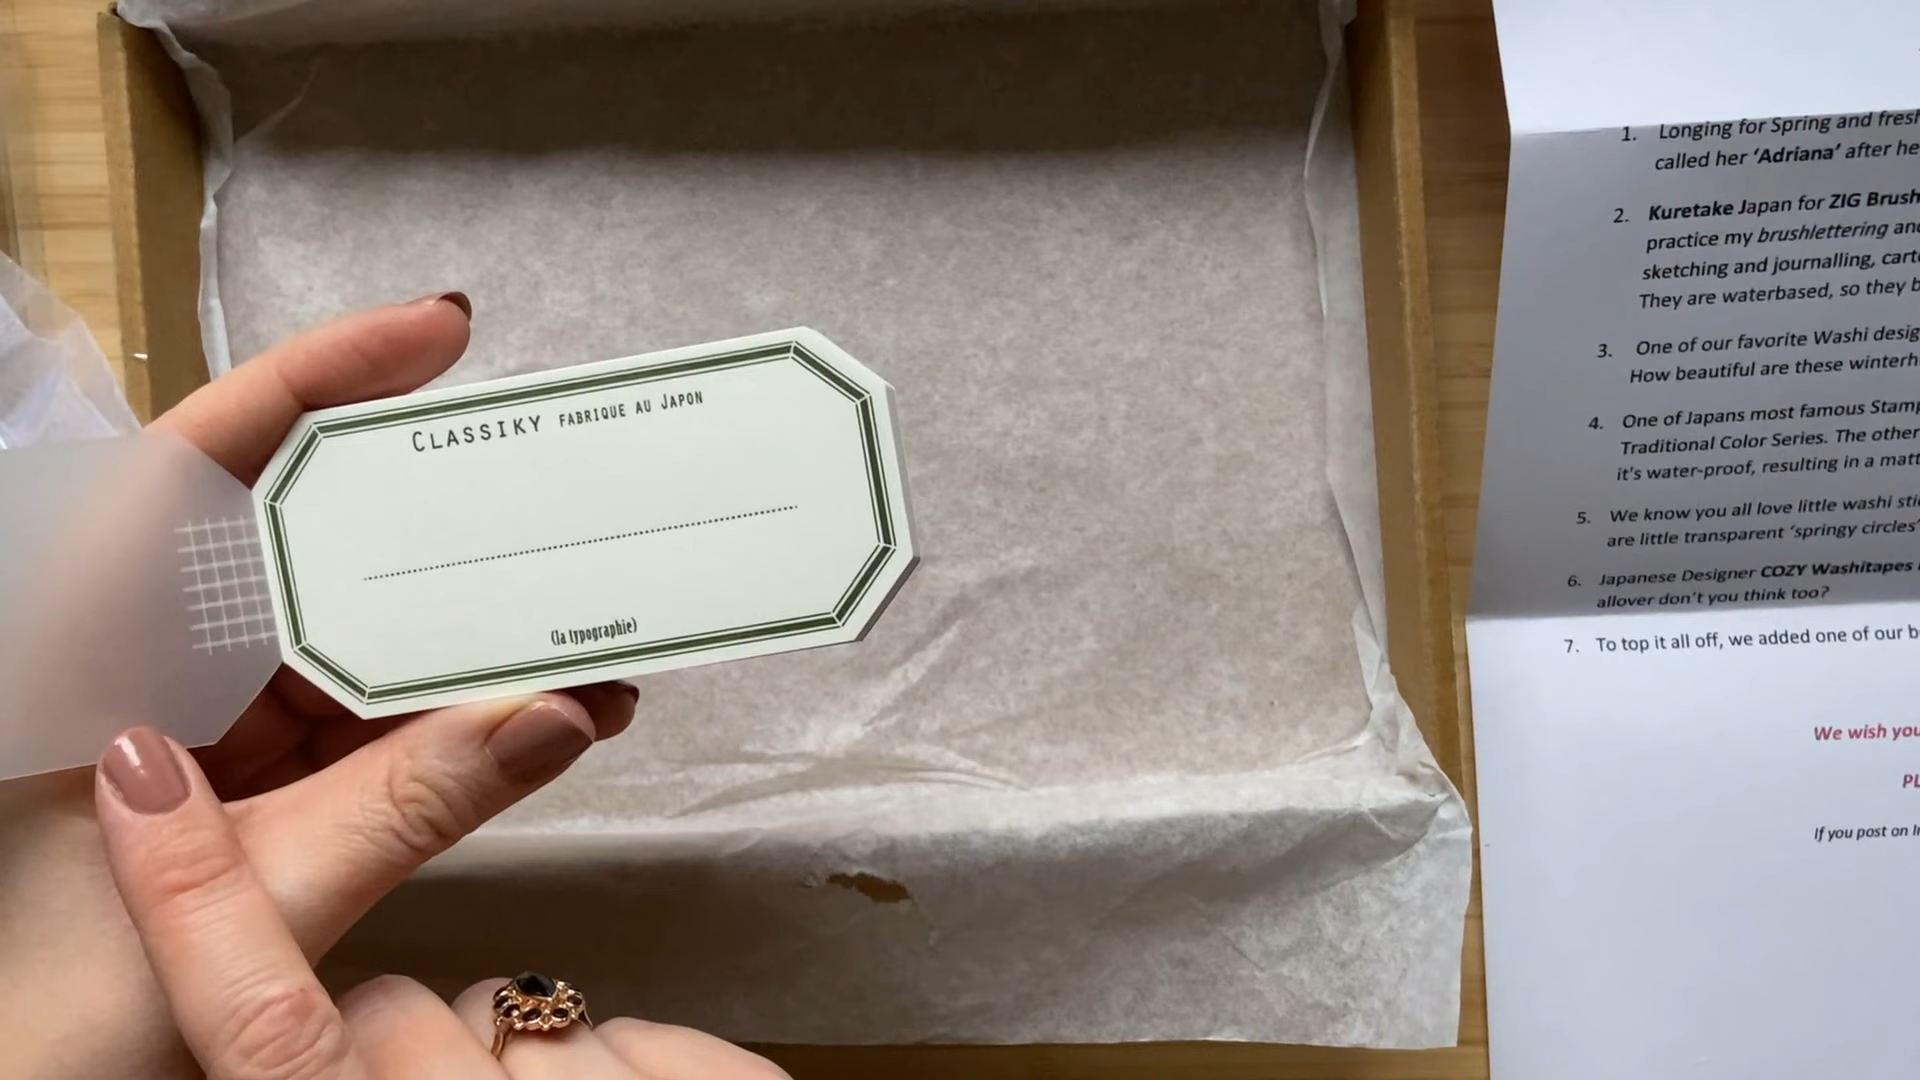 CLASSIKY FABRIQUE AU JAPON
(la typographie)
1. Longing for Spring and fresh
called her ‘Adriana’ after he
2. Kuretake Japan for ZIG Brush
practice my brushlettering and
sketching and journalling, cart
They are waterbased, so they b
3. One of our favorite Washi desig
How beautiful are these winterh
4. One of Japans most famous Stamp
Traditional Color Series. The other
it's water-proof, resulting in a matt
5. We know you all love little washi sti
are little transparent ‘springy circles’
6. Japanese Designer COZY Washitapes
allover don't you think too?
7. To top it all off, we added one of our b
We wish you
PL
If you post on In